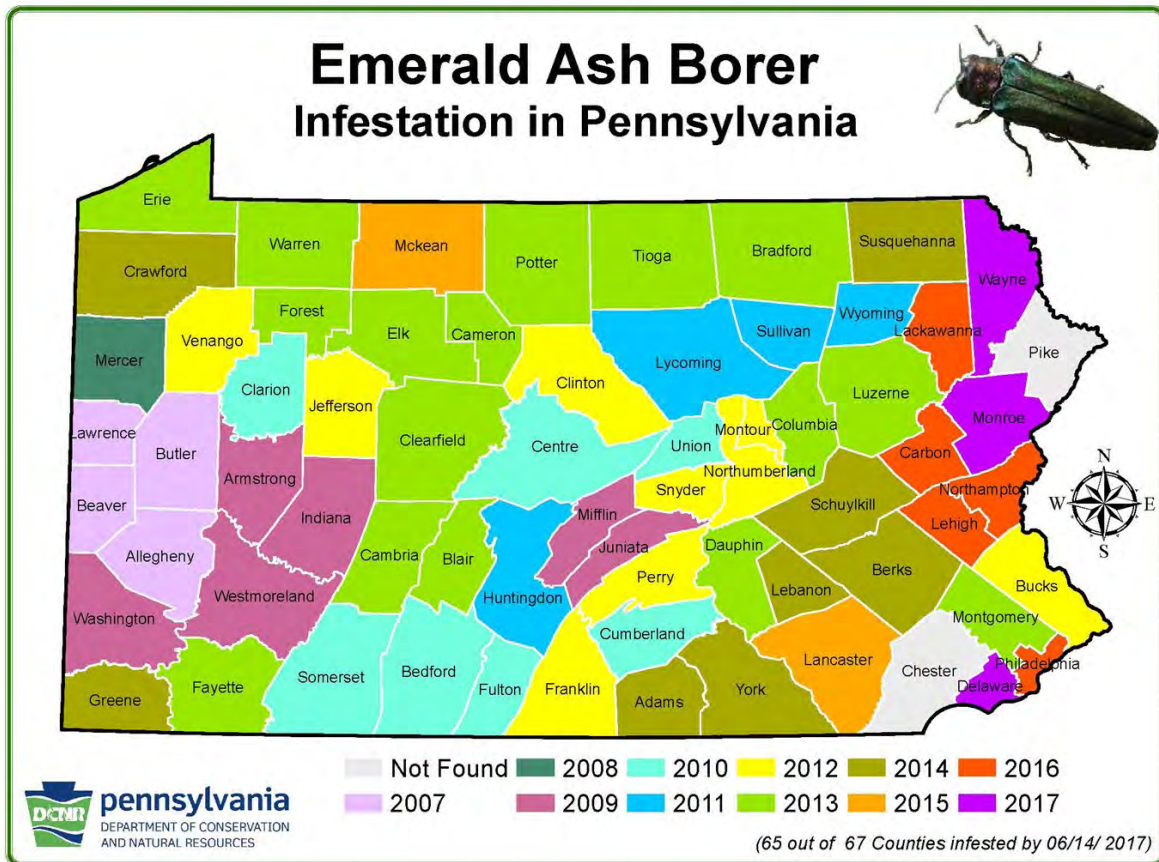 Emerald Ash Borer
Infestation in Pennsylvania
Erie
Warren
Mckean
Potter
Tioga
Bradford
Susquehanna
Wayne
Crawford
Forest
Elk
Cameron
Venango
Mercer
Clarion
Jefferson
Clinton
Lycoming
Sullivan
Wyoming
Lackawanna
Pike
Lawrence
Butler
Armstrong
Clearfield
Centre
Union
Montour
Columbia
Luzerne
Monroe
Carbon
Northumberland
Snyder
Beaver
Indiana
Mifflin
Schuylkill
Northampton
Lehigh
Allegheny
Cambria
Blair
Juniata
Dauphin
Berks
Bucks
Washington
Westmoreland
Huntingdon
Perry
Lebanon
Montgomery
Greene
Fayette
Somerset
Bedford
Fulton
Franklin
Cumberland
Adams
York
Lancaster
Chester
Delaware
Philadelphia
N
W E
S
Not Found 2008 2010 2012 2014 2016
2007 2009 2011 2013 2015 2017
DCNR
pennsylvania
DEPARTMENT OF CONSERVATION
AND NATURAL RESOURCES
(65 out of 67 Counties infested by 06/14/ 2017)